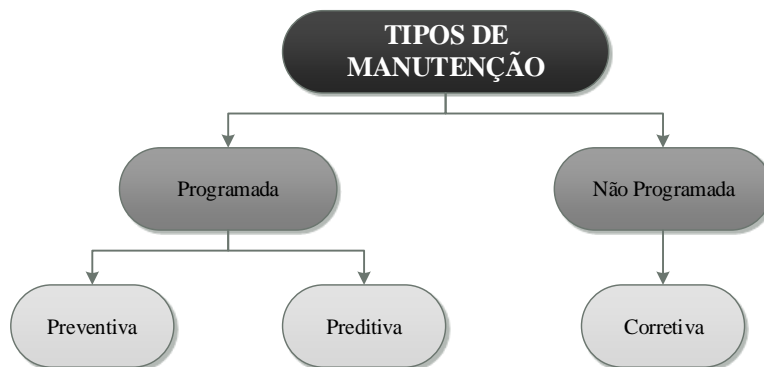 TIPOS DE
MANUTENÇÃO
Programada
Não Programada
Preventiva
Preditiva
Corretiva